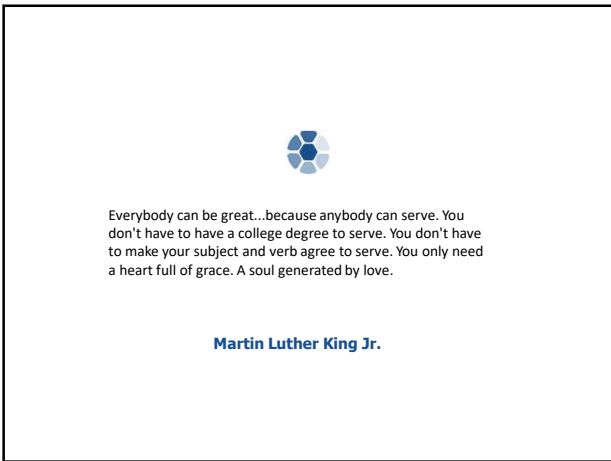 Everybody can be great...because anybody can serve. You
don't have to have a college degree to serve. You don't have
to make your subject and verb agree to serve. You only need
a heart full of grace. A soul generated by love.
Martin Luther King Jr.